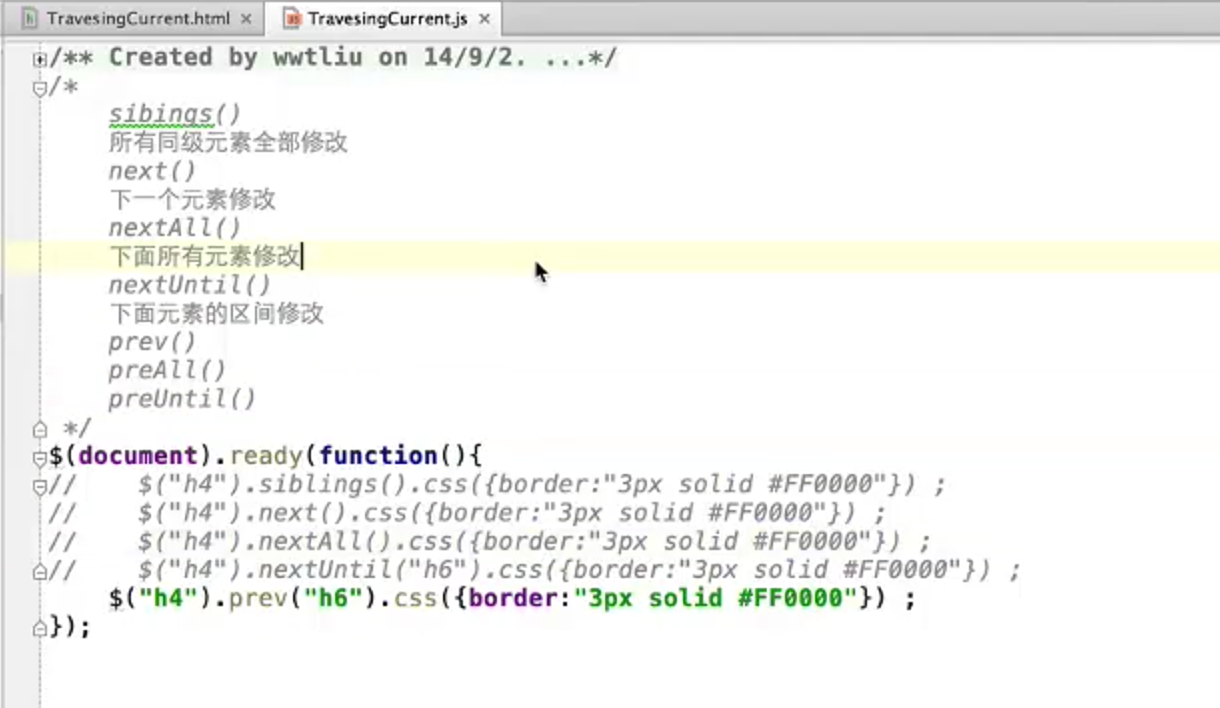 TravesingCurrent.html × TravesingCurrent.js ×
/** Created by wwtliu on 14/9/2. ...*/
/*
sibings()
所有同级元素全部修改
next()
下一个元素修改
nextAll()
下面所有元素修改
nextUntil()
下面元素的区间修改
prev()
preAll()
preUntil()
*/
$(document).ready(function(){
//    $("h4").siblings().css({border:"3px solid #FF0000"}) ;
//    $("h4").next().css({border:"3px solid #FF0000"}) ;
//    $("h4").nextAll().css({border:"3px solid #FF0000"}) ;
//    $("h4").nextUntil("h6").css({border:"3px solid #FF0000"}) ;
$("h4").prev("h6").css({border:"3px solid #FF0000"}) ;
});